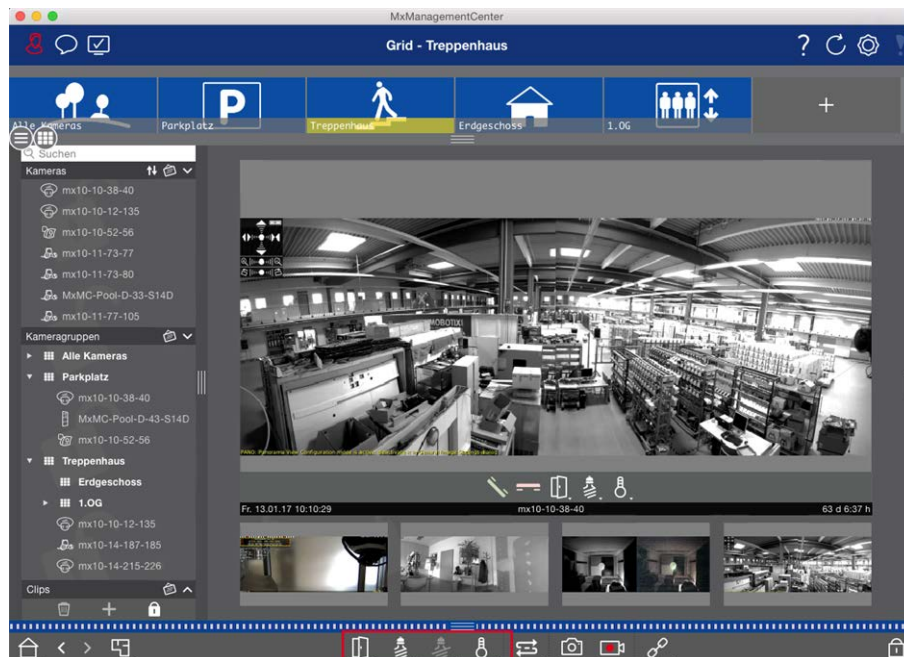 MxManagementCenter
Grid - Treppenhaus
?
P
Alle Kameras
Parkplatz
Treppenhaus
Erdgeschoss
1.OG
+
Suchen
Kameras
mx10-10-38-40
mx10-10-12-135
mx10-10-52-56
mx10-11-73-77
mx10-11-73-80
MxMC-Pool-D-33-S14D
mx10-11-77-105
Kameragruppen
Alle Kameras
Parkplatz
mx10-10-38-40
MxMC-Pool-D-43-S14D
mx10-10-52-56
Treppenhaus
Erdgeschoss
1.OG
mx10-10-12-135
mx10-14-187-185
mx10-14-215-226
Clips
MOBOTIX
Fr. 13.01.17 10:10:29
mx10-10-38-40
63 d 6:37 h